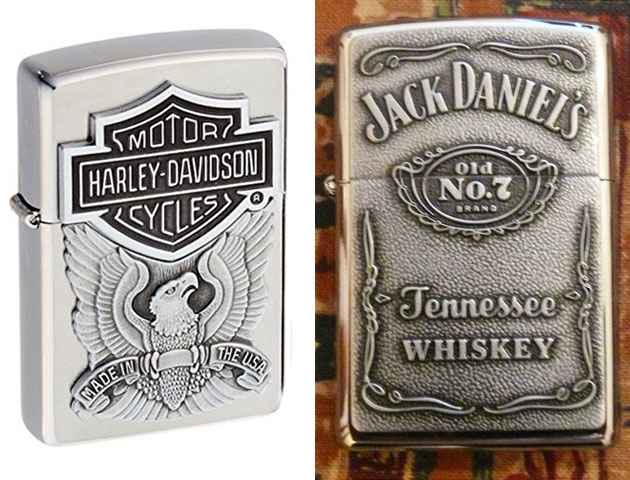 MOTOR
HARLEY-DAVIDSON
®
CYCLES
MADE IN THE USA
JACK DANIEL'S
Old
No.7
BRAND
Tennessee
WHISKEY